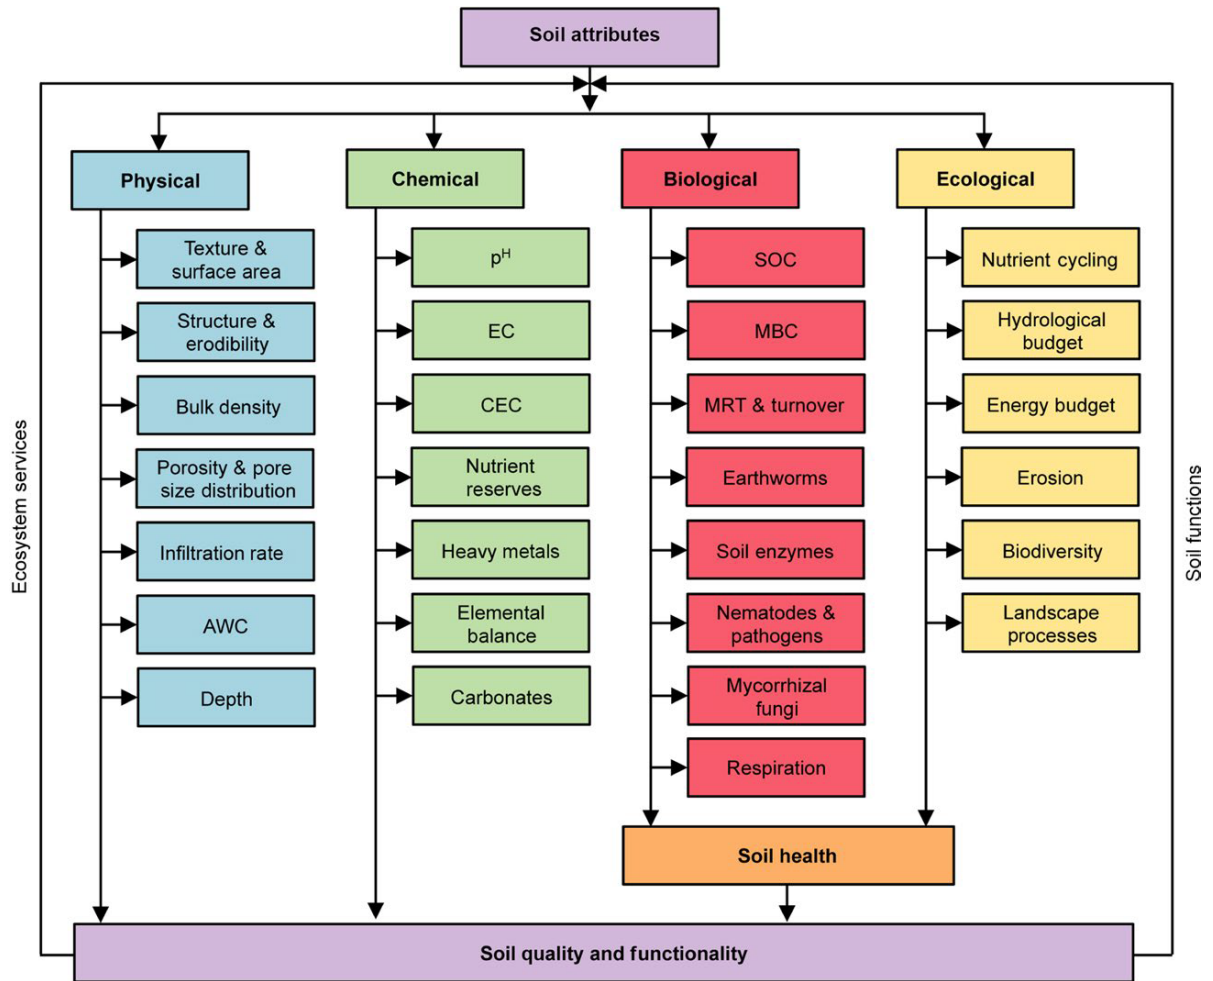 Soil attributes
Physical
Chemical
Biological
Ecological
Texture &
surface area
Structure &
erodibility
Bulk density
Porosity & pore
size distribution
Infiltration rate
AWC
Depth
pH
EC
CEC
Nutrient
reserves
Heavy metals
Elemental
balance
Carbonates
SOC
MBC
MRT & turnover
Earthworms
Soil enzymes
Nematodes &
pathogens
Mycorrhizal
fungi
Respiration
Nutrient cycling
Hydrological
budget
Energy budget
Erosion
Biodiversity
Landscape
processes
Ecosystem services
Soil functions
Soil health
Soil quality and functionality